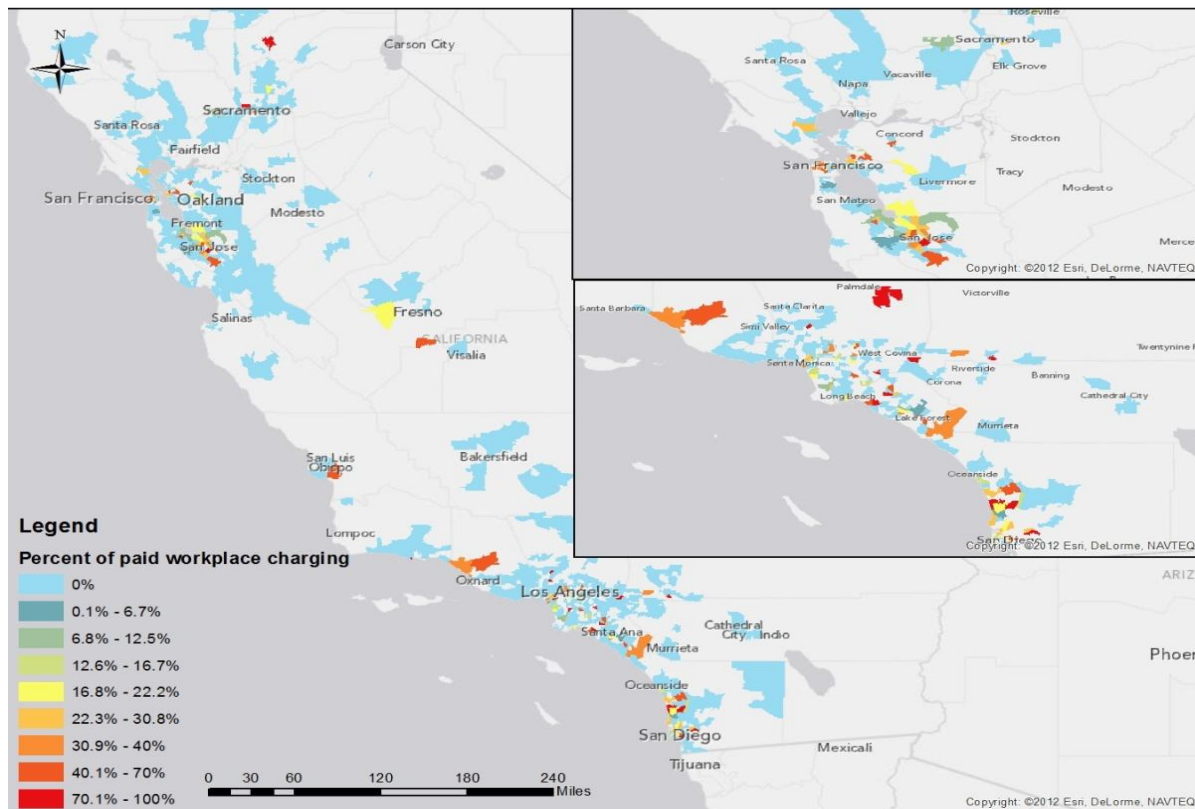 N
Carson City
Sacramento
Santa Rosa
Fairfield
Stockton
San Francisco
Oakland
Modesto
Fremont
San Jose
Salinas
Fresno
CALIFORNIA
Visalia
San Luis
Obispo
Bakersfield
Lompoc
Oxnard
Los Angeles
Santa Ana
Cathedral
City
Indio
Murrieta
Oceanside
San Diego
Tijuana
Mexicali
ARIZ
Phoen
Legend
Percent of paid workplace charging
0%
0.1% - 6.7%
6.8% - 12.5%
12.6% - 16.7%
16.8% - 22.2%
22.3% - 30.8%
30.9% - 40%
40.1% - 70%
70.1% - 100%
0 30 60 120 180 240
Miles
Copyright: ©2012 Esri, DeLorme, NAVTEQ
Roseville
Sacramento
Santa Rosa
Elk Grove
Vacaville
Napa
Vallejo
Concord
Stockton
San Francisco
Tracy
Livermore
Modesto
San Mateo
San Jose
Merce
Copyright: ©2012 Esri, DeLorme, NAVTEQ
Palmdale
Victorville
Santa Barbara
Santa Clarita
Simi Valley
West Covina
Twentynine
Santa Monica
Riverside
Banning
Corona
Long Beach
Cathedral City
Lake Forest
Murrieta
Oceanside
San Diego
Copyright: ©2012 Esri, DeLorme, NAVTEQ